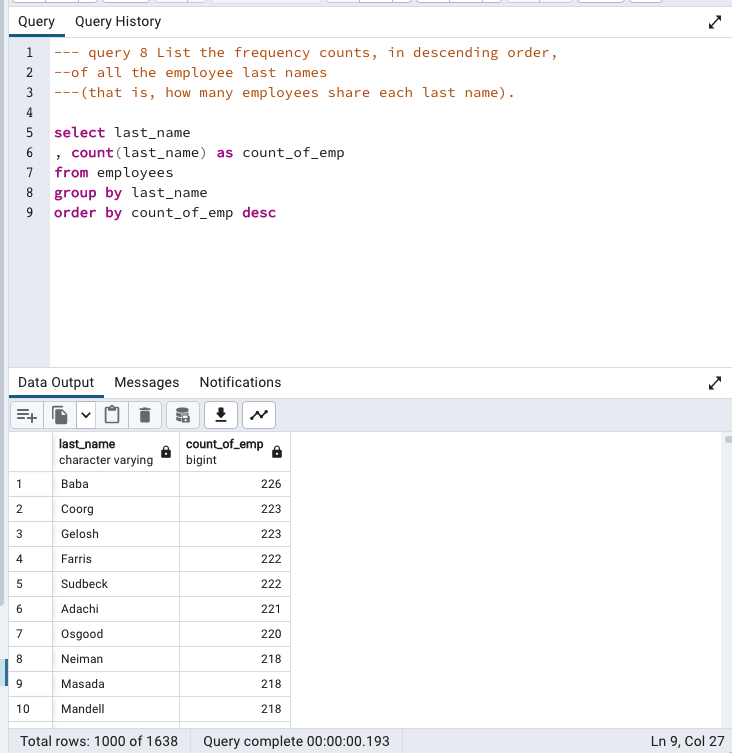 Query Query History
1 --- query 8 List the frequency counts, in descending order,
2 --of all the employee last names
3 ---(that is, how many employees share each last name).
4
5 select last_name
6 , count(last_name) as count_of_emp
7 from employees
8 group by last_name
9 order by count_of_emp desc
Data Output Messages Notifications
last_name count_of_emp
character varying bigint
1 Baba 226
2 Coorg 223
3 Gelosh 223
4 Farris 222
5 Sudbeck 222
6 Adachi 221
7 Osgood 220
8 Neiman 218
9 Masada 218
10 Mandell 218
Total rows: 1000 of 1638 Query complete 00:00:00.193 Ln 9, Col 27